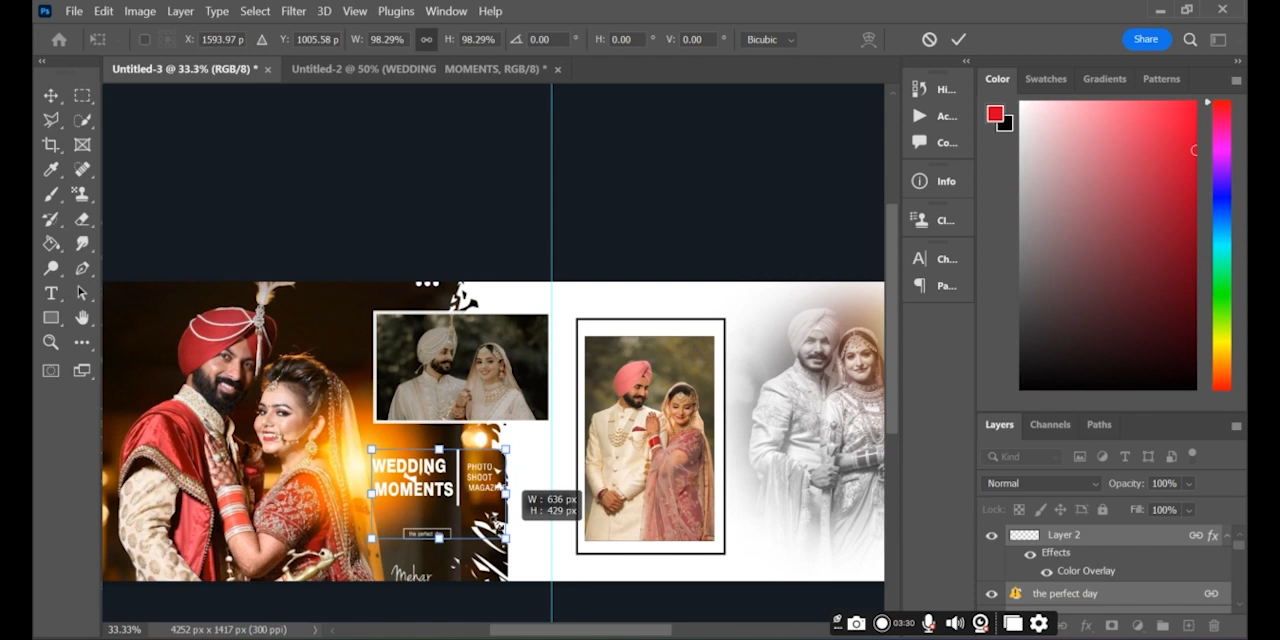 Ps File Edit Image Layer Type Select Filter 3D View Plugins Window Help
X: 1593.97 p Y: 1005.58 p W: 98.29% H: 98.29% 0.00 ° H: 0.00 ° V: 0.00 ° Bicubic Share
Untitled-3 @ 33.3% (RGB/8) * × Untitled-2 @ 50% (WEDDING MOMENTS, RGB/8) * ×
Color Swatches Gradients Patterns
Hi...
Ac...
Co...
Info
Cl...
Ch...
Pa...
WEDDING
MOMENTS
PHOTO
SHOOT
MAGAZIN
the perfect day
Mehar
W: 636 px
H: 429 px
Layers Channels Paths
Kind
Normal Opacity: 100%
Lock: Fill: 100%
Layer 2 fx
Effects
Color Overlay
the perfect day
fx
33.33% 4252 px x 1417 px (300 ppi)
03:30